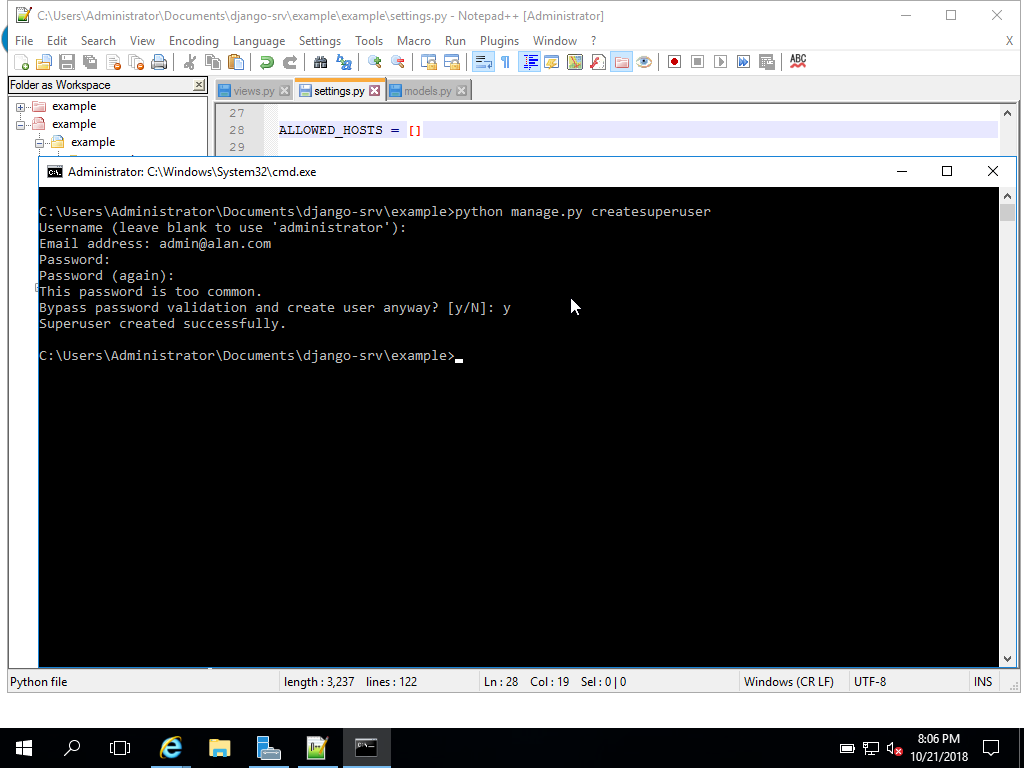 C:\Users\Administrator\Documents\django-srv\example\example\settings.py - Notepad++ [Administrator]
File Edit Search View Encoding Language Settings Tools Macro Run Plugins Window ? X
ABC
Folder as Workspace
views.py settings.py models.py
example
example
example
27
28 ALLOWED_HOSTS = []
29
Administrator: C:\Windows\System32\cmd.exe
C:\Users\Administrator\Documents\django-srv\example>python manage.py createsuperuser
Username (leave blank to use 'administrator'):
Email address: admin@alan.com
Password:
Password (again):
This password is too common.
Bypass password validation and create user anyway? [y/N]: y
Superuser created successfully.
C:\Users\Administrator\Documents\django-srv\example>
Python file length : 3,237 lines : 122 Ln : 28 Col : 19 Sel : 0 | 0 Windows (CR LF) UTF-8 INS
8:06 PM
10/21/2018